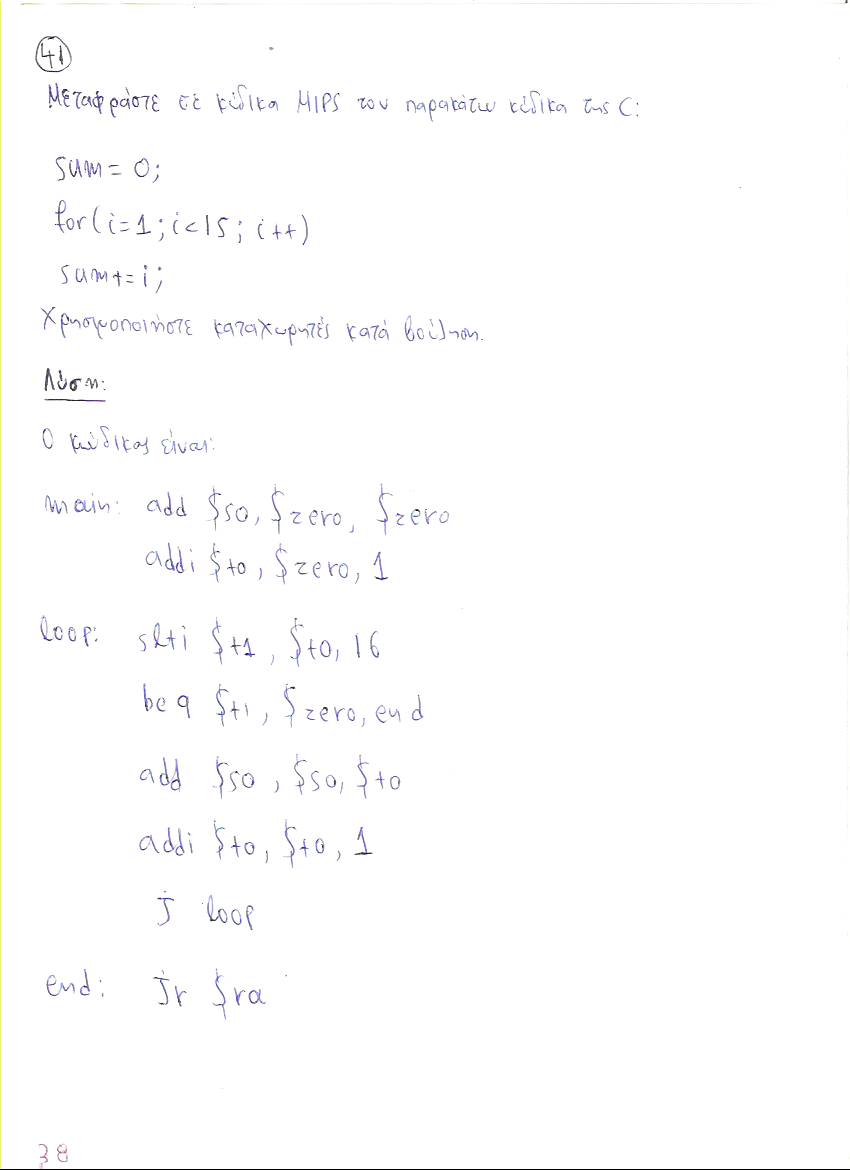 41
Μεταφράστε σε κώδικα MIPS τον παρακάτω κώδικα της C:
sum = 0;
for(i=1;i<15; i++)
sum+=i;
Χρησιμοποιήστε καταχωρητές κατά βούληση.
Λύση:
Ο κώδικας είναι:
main: add $s0, $zero, $zero
addi $t0, $zero, 1
loop: slti $t1, $t0, 16
beq $t1, $zero, end
add $s0, $s0, $t0
addi $t0, $t0, 1
j loop
end: jr $ra
38